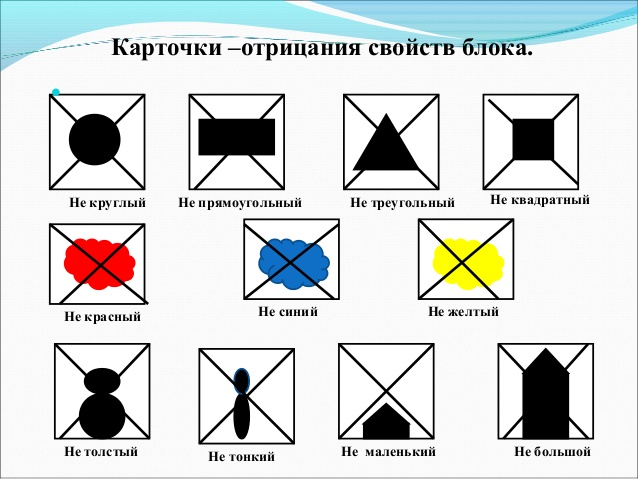 Карточки –отрицания свойств блока.
Не круглый
Не прямоугольный
Не треугольный
Не квадратный
Не красный
Не синий
Не желтый
Не толстый
Не тонкий
Не маленький
Не большой